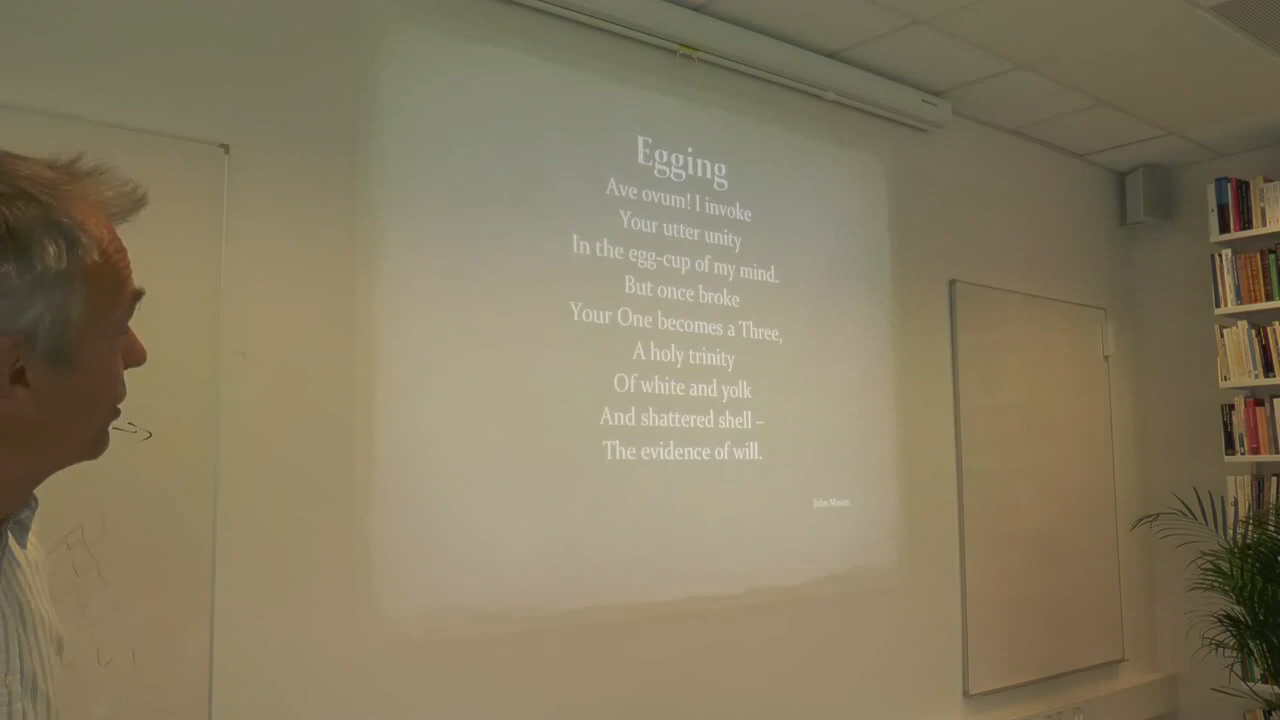 Egging
Ave ovum! I invoke
Your utter unity
In the egg-cup of my mind.
But once broke
Your One becomes a Three,
A holy trinity
Of white and yolk
And shattered shell –
The evidence of will.
John